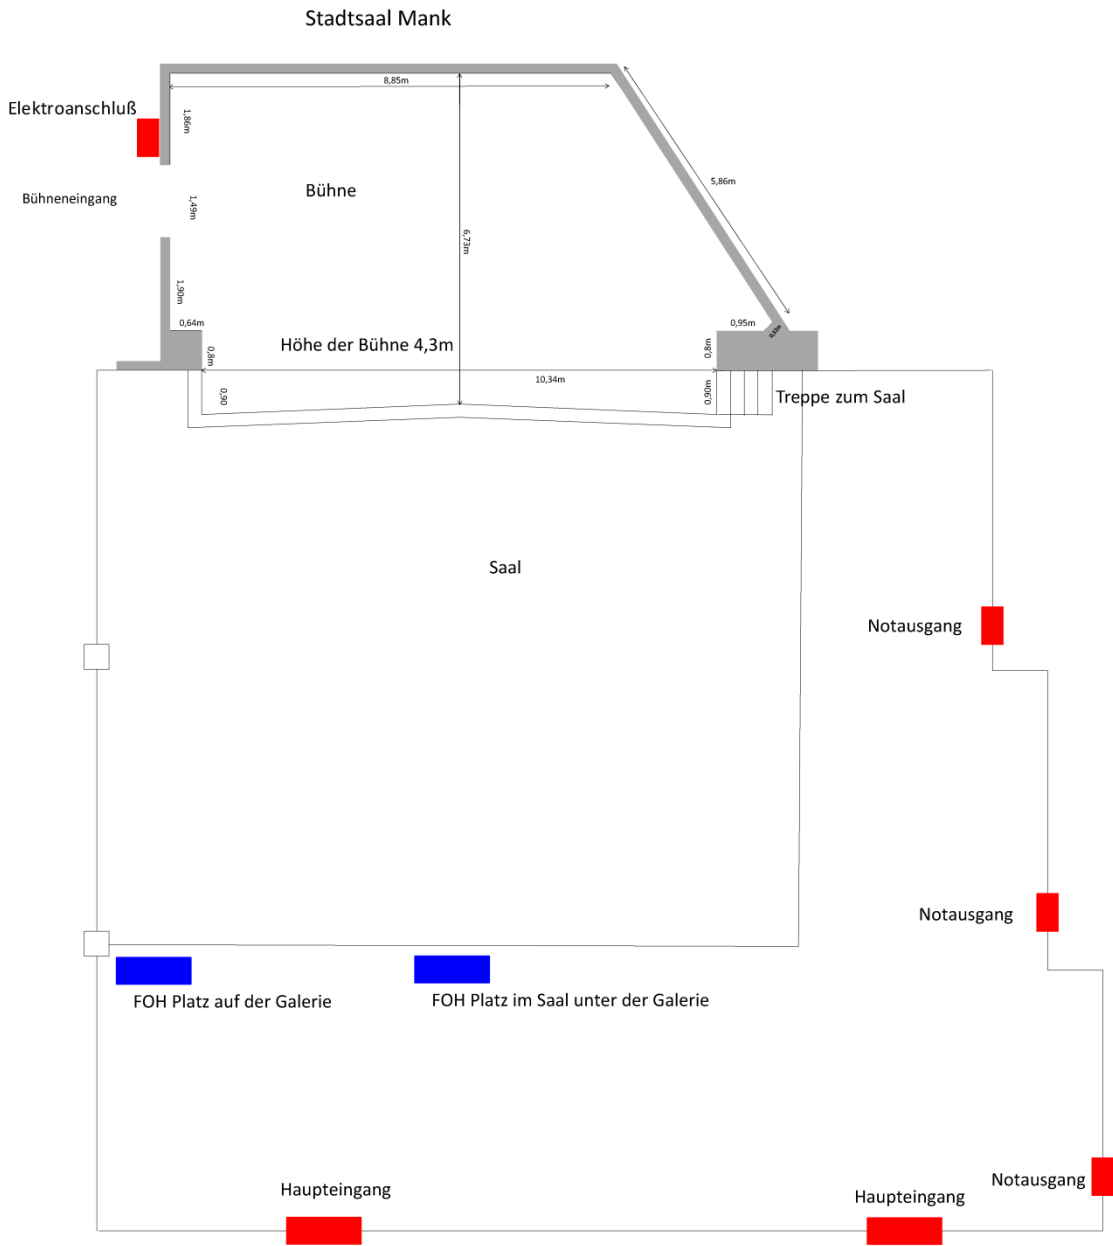 Stadtsaal Mank
8,85m
Elektroanschluß
1,86m
5,86m
Bühne
Bühneneingang
1,49m
6,73m
1,90m
0,64m
0,95m
0,52m
Höhe der Bühne 4,3m
0,8m
0,8m
10,34m
0,90
0,90m
Treppe zum Saal
Saal
Notausgang
Notausgang
FOH Platz auf der Galerie
FOH Platz im Saal unter der Galerie
Notausgang
Haupteingang
Haupteingang